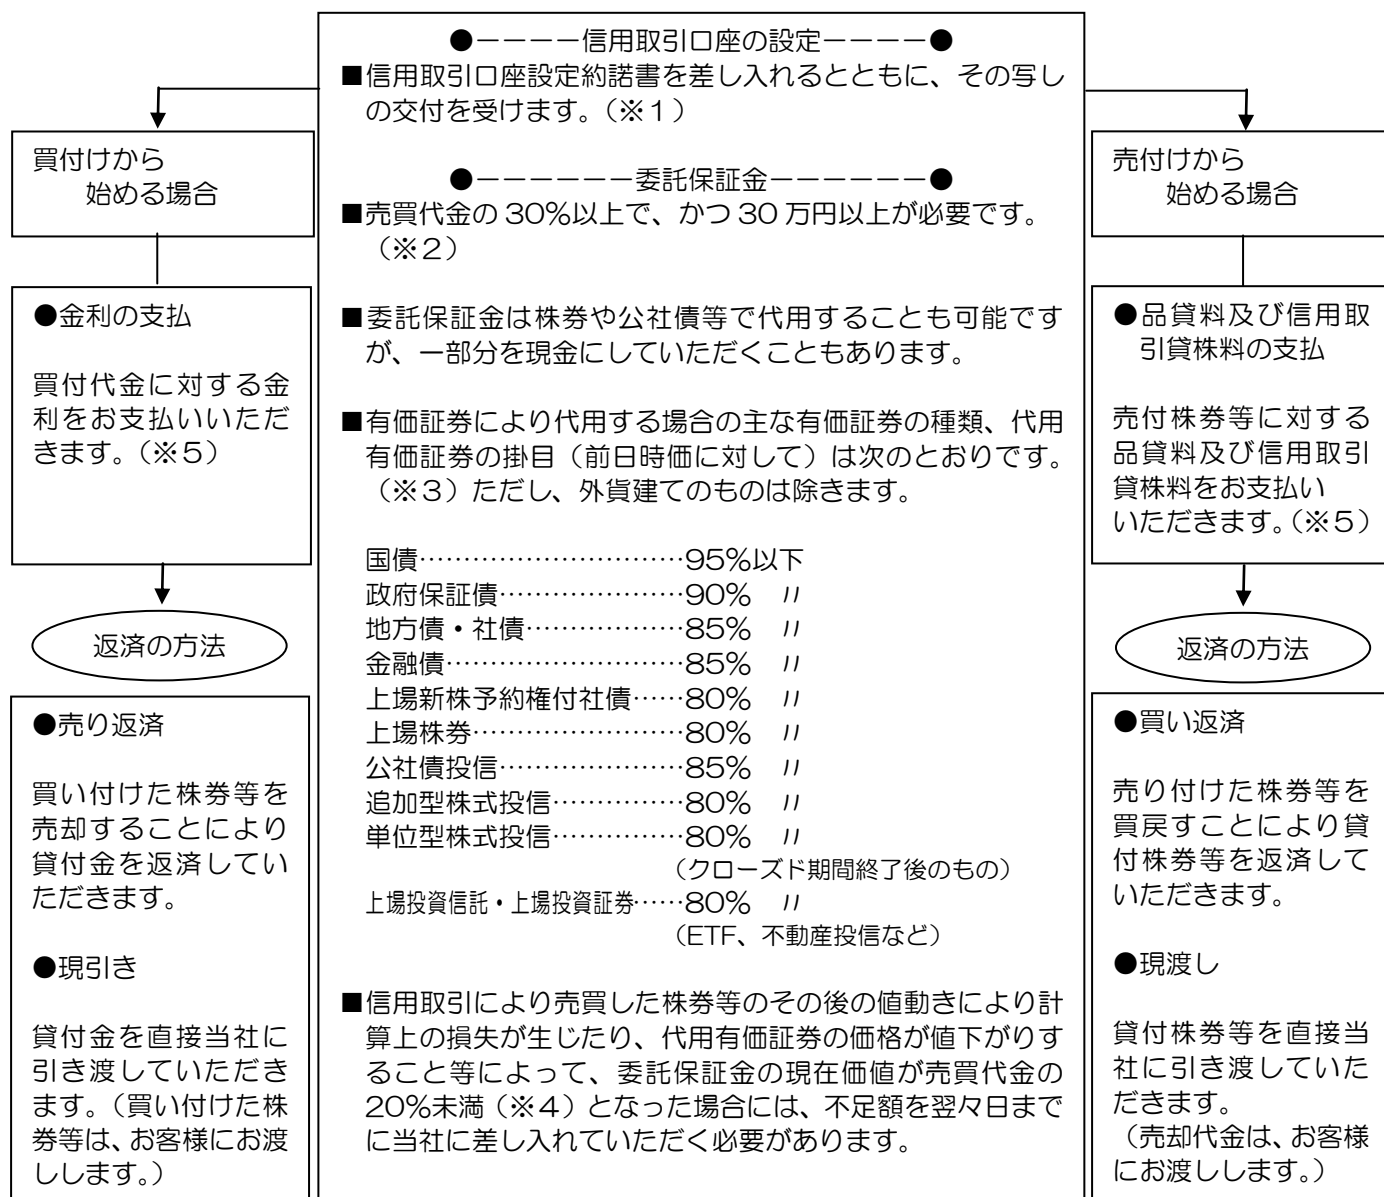 ●ーーーー信用取引口座の設定ーーーー●
■信用取引口座設定約諾書を差し入れるとともに、その写し
の交付を受けます。（※１）
●ーーーーーー委託保証金ーーーーーー●
■売買代金の 30％以上で、かつ 30 万円以上が必要です。
（※２）
■委託保証金は株券や公社債等で代用することも可能です
が、一部分を現金にしていただくこともあります。
■有価証券により代用する場合の主な有価証券の種類、代用
有価証券の掛目（前日時価に対して）は次のとおりです。
（※３）ただし、外貨建てのものは除きます。
国債…………………………95％以下
政府保証債…………………90％　〃
地方債・社債………………85％　〃
金融債………………………85％　〃
上場新株予約権付社債……80％　〃
上場株券……………………80％　〃
公社債投信…………………85％　〃
追加型株式投信……………80％　〃
単位型株式投信……………80％　〃
（クローズド期間終了後のもの）
上場投資信託・上場投資証券……80％　〃
（ETF、不動産投信など）
■信用取引により売買した株券等のその後の値動きにより計
算上の損失が生じたり、代用有価証券の価格が値下がりす
ること等によって、委託保証金の現在価値が売買代金の
20％未満（※４）となった場合には、不足額を翌々日まで
に当社に差し入れていただく必要があります。
買付けから
始める場合
●金利の支払
買付代金に対する金
利をお支払いいただ
きます。（※５）
返済の方法
●売り返済
買い付けた株券等を
売却することにより
貸付金を返済してい
ただきます。
●現引き
貸付金を直接当社に
引き渡していただき
ます。（買い付けた株
券等は、お客様にお渡
しします。）
売付けから
始める場合
●品貸料及び信用取
引貸株料の支払
売付株券等に対する
品貸料及び信用取引
貸株料をお支払い
いただきます。（※５）
返済の方法
●買い返済
売り付けた株券等を
買戻すことにより貸
付株券等を返済して
いただきます。
●現渡し
貸付株券等を直接当
社に引き渡していた
だきます。
（売却代金は、お客様
にお渡しします。）